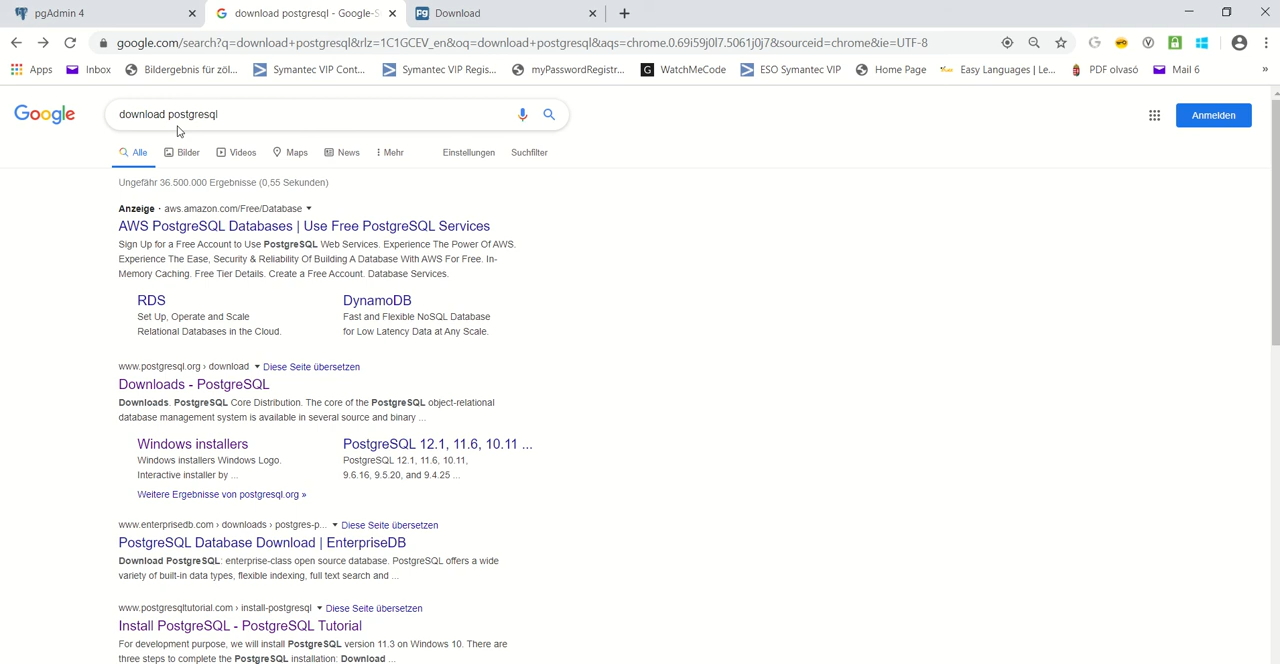 pgAdmin 4
download postgresql - Google-S
Download
google.com/search?q=download+postgresql&rlz=1C1GCEV_en&oq=download+postgresql&aqs=chrome.0.69i59j0l7.5061j0j7&sourceid=chrome&ie=UTF-8
Apps Inbox Bildergebnis für zöl... Symantec VIP Cont... Symantec VIP Regis... myPasswordRegistr... WatchMeCode ESO Symantec VIP Home Page Easy Languages | Le... PDF olvasó Mail 6 »
Google
download postgresql
Anmelden
Alle Bilder Videos Maps News Mehr Einstellungen Suchfilter
Ungefähr 36.500.000 Ergebnisse (0,55 Sekunden)
Anzeige · aws.amazon.com/Free/Database
AWS PostgreSQL Databases | Use Free PostgreSQL Services
Sign Up for a Free Account to Use PostgreSQL Web Services. Experience The Power Of AWS.
Experience The Ease, Security & Reliability Of Building A Database With AWS For Free. In-
Memory Caching. Free Tier Details. Create a Free Account. Database Services.
RDS
Set Up, Operate and Scale
Relational Databases in the Cloud.
DynamoDB
Fast and Flexible NoSQL Database
for Low Latency Data at Any Scale.
www.postgresql.org › download Diese Seite übersetzen
Downloads - PostgreSQL
Downloads. PostgreSQL Core Distribution. The core of the PostgreSQL object-relational
database management system is available in several source and binary ...
Windows installers
Windows installers Windows Logo.
Interactive installer by ...
PostgreSQL 12.1, 11.6, 10.11 ...
PostgreSQL 12.1, 11.6, 10.11,
9.6.16, 9.5.20, and 9.4.25 ...
Weitere Ergebnisse von postgresql.org »
www.enterprisedb.com › downloads › postgres-p... Diese Seite übersetzen
PostgreSQL Database Download | EnterpriseDB
Download PostgreSQL: enterprise-class open source database. PostgreSQL offers a wide
variety of built-in data types, flexible indexing, full text search and ...
www.postgresqltutorial.com › install-postgresql Diese Seite übersetzen
Install PostgreSQL - PostgreSQL Tutorial
For development purpose, we will install PostgreSQL version 11.3 on Windows 10. There are
three steps to complete the PostgreSQL installation: Download ...